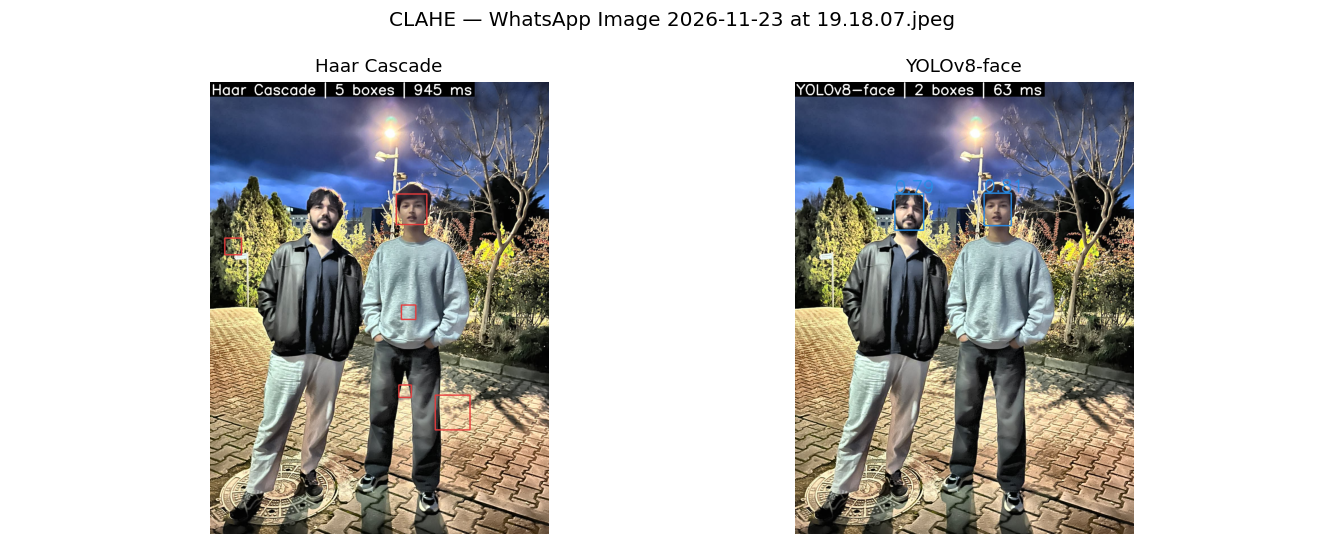 CLAHE — WhatsApp Image 2026-11-23 at 19.18.07.jpeg
Haar Cascade
YOLOv8-face
Haar Cascade | 5 boxes | 945 ms
YOLOv8-face | 2 boxes | 63 ms